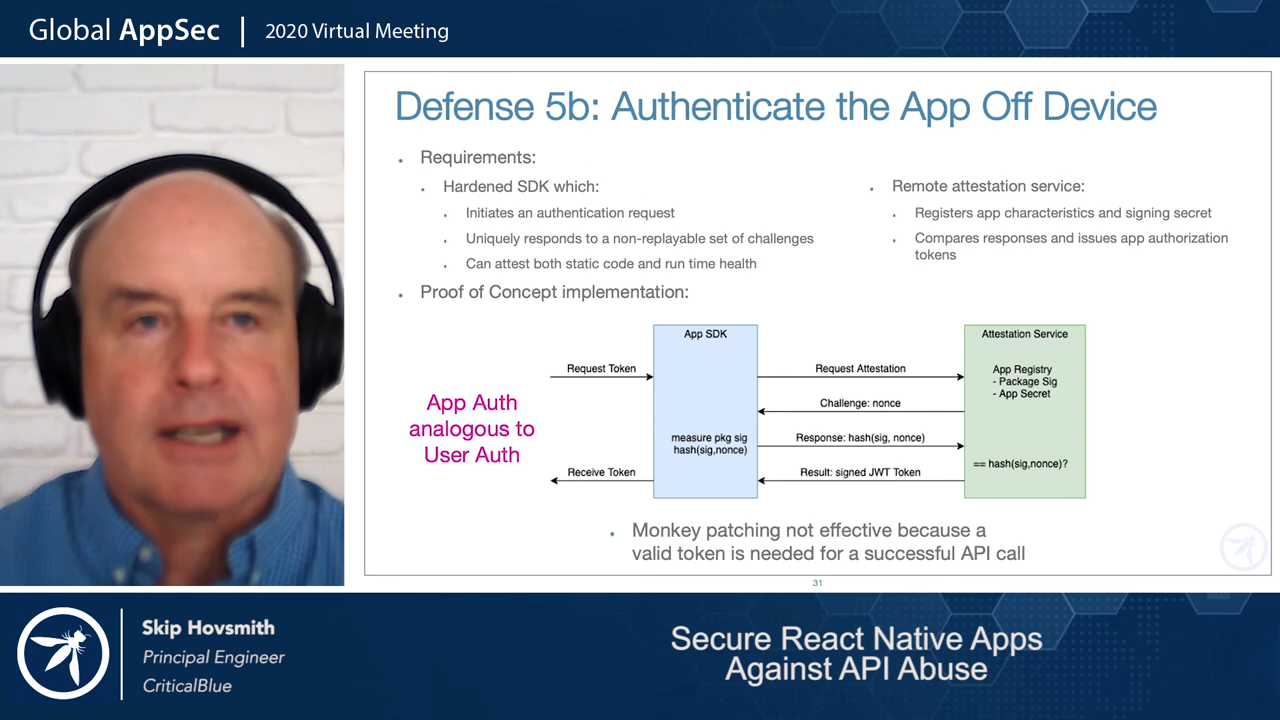 Global AppSec | 2020 Virtual Meeting
Defense 5b: Authenticate the App Off Device
• Requirements:
• Hardened SDK which:
• Initiates an authentication request
• Uniquely responds to a non-replayable set of challenges
• Can attest both static code and run time health
• Remote attestation service:
• Registers app characteristics and signing secret
• Compares responses and issues app authorization
tokens
• Proof of Concept implementation:
App Auth
analogous to
User Auth
Request Token
Receive Token
App SDK
measure pkg sig
hash(sig,nonce)
Request Attestation
Challenge: nonce
Response: hash(sig, nonce)
Result: signed JWT Token
Attestation Service
App Registry
- Package Sig
- App Secret
== hash(sig,nonce)?
• Monkey patching not effective because a
valid token is needed for a successful API call
31
Skip Hovsmith
Principal Engineer
CriticalBlue
Secure React Native Apps
Against API Abuse